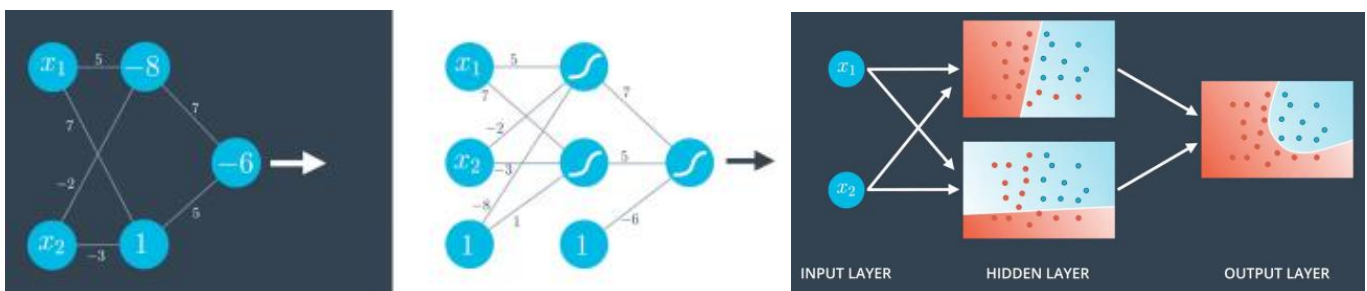 x₁ 5 −8
7 7
−6
−2 5
x₂ −3 1
x₁ 5
7 7
−2
x₂ −3 5
−8 1 −6
1 1
x₁
x₂
INPUT LAYER HIDDEN LAYER OUTPUT LAYER